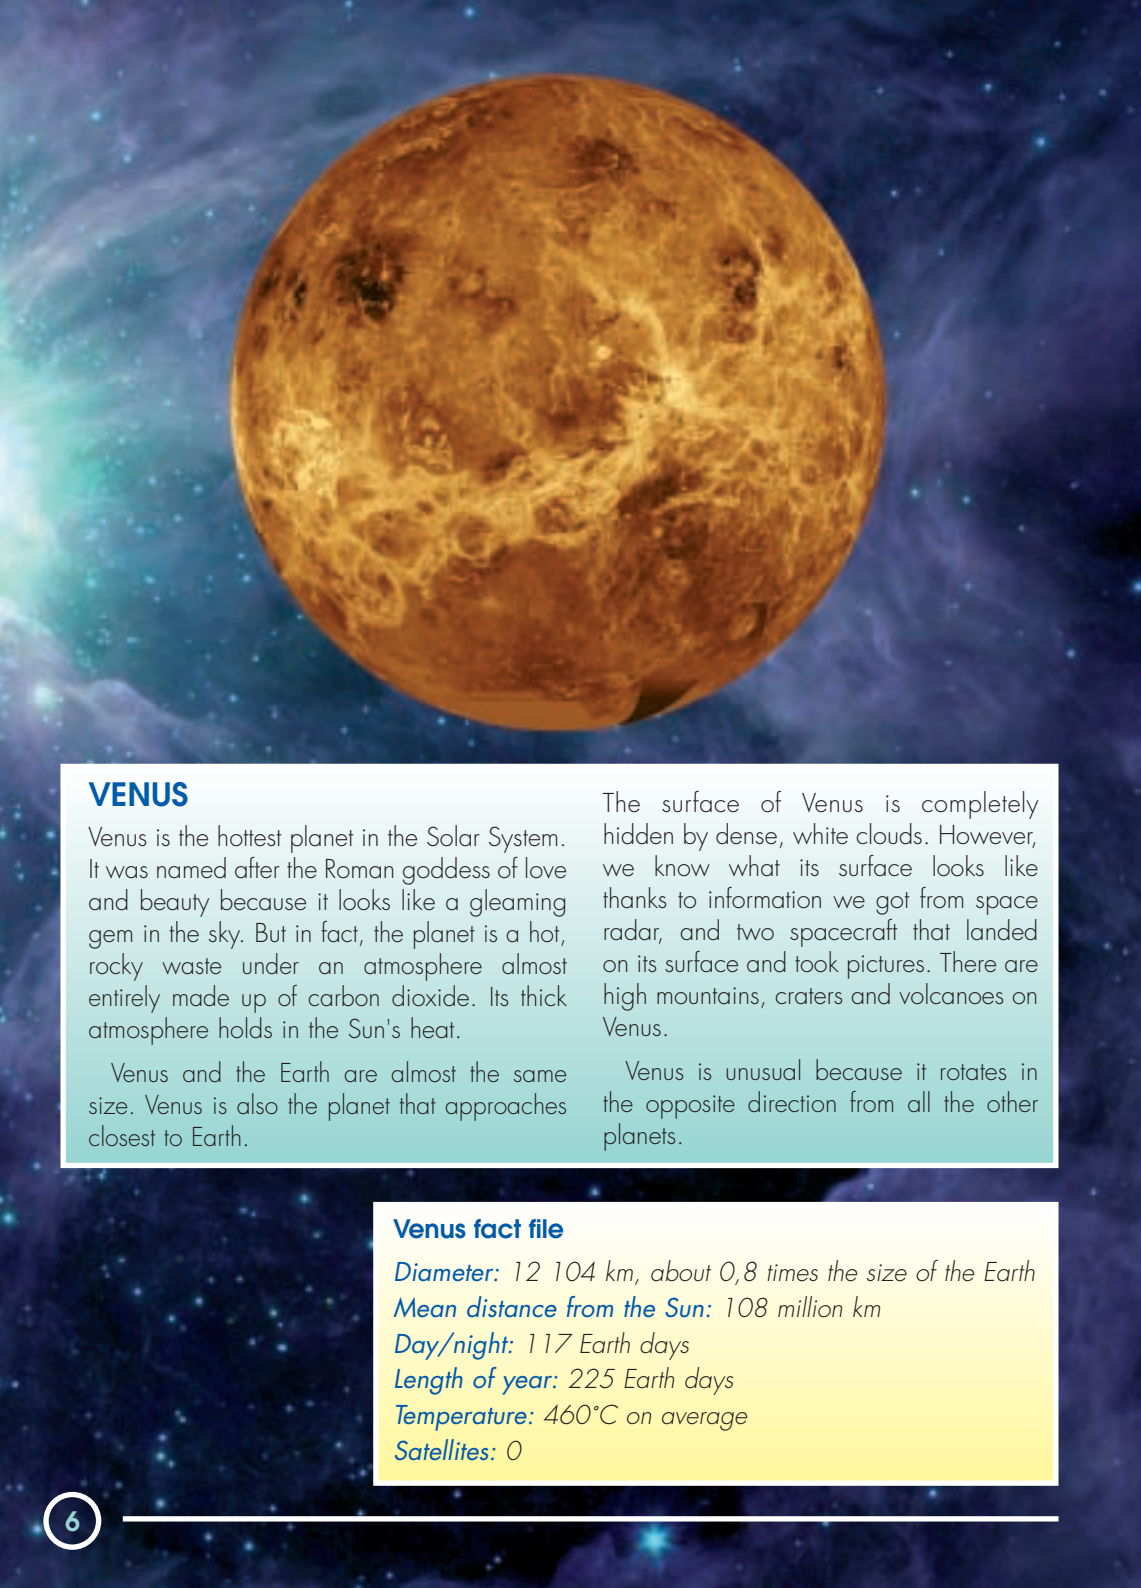 VENUS
Venus is the hottest planet in the Solar System.
It was named after the Roman goddess of love
and beauty because it looks like a gleaming
gem in the sky. But in fact, the planet is a hot,
rocky waste under an atmosphere almost
entirely made up of carbon dioxide. Its thick
atmosphere holds in the Sun's heat.
Venus and the Earth are almost the same
size. Venus is also the planet that approaches
closest to Earth.
The surface of Venus is completely
hidden by dense, white clouds. However,
we know what its surface looks like
thanks to information we got from space
radar, and two spacecraft that landed
on its surface and took pictures. There are
high mountains, craters and volcanoes on
Venus.
Venus is unusual because it rotates in
the opposite direction from all the other
planets.
Venus fact file
Diameter: 12 104 km, about 0,8 times the size of the Earth
Mean distance from the Sun: 108 million km
Day/night: 117 Earth days
Length of year: 225 Earth days
Temperature: 460°C on average
Satellites: 0
6